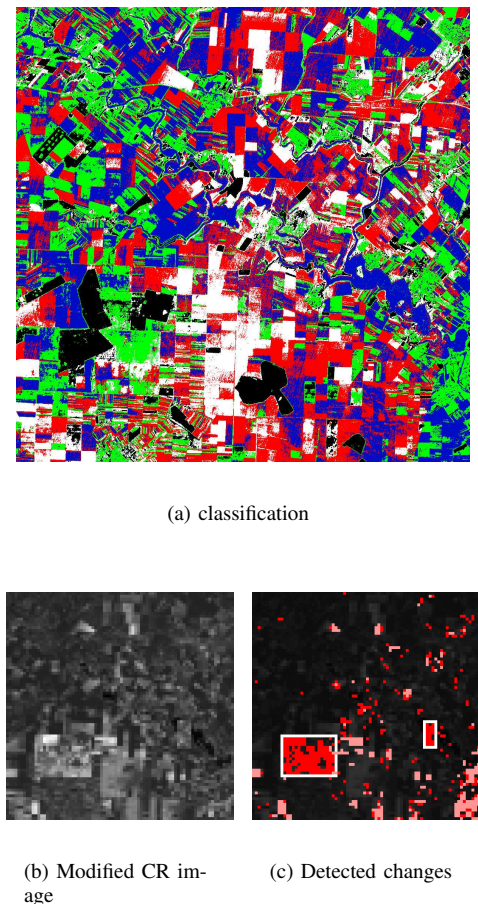 (a) classification
(b) Modified CR im-
age
(c) Detected changes